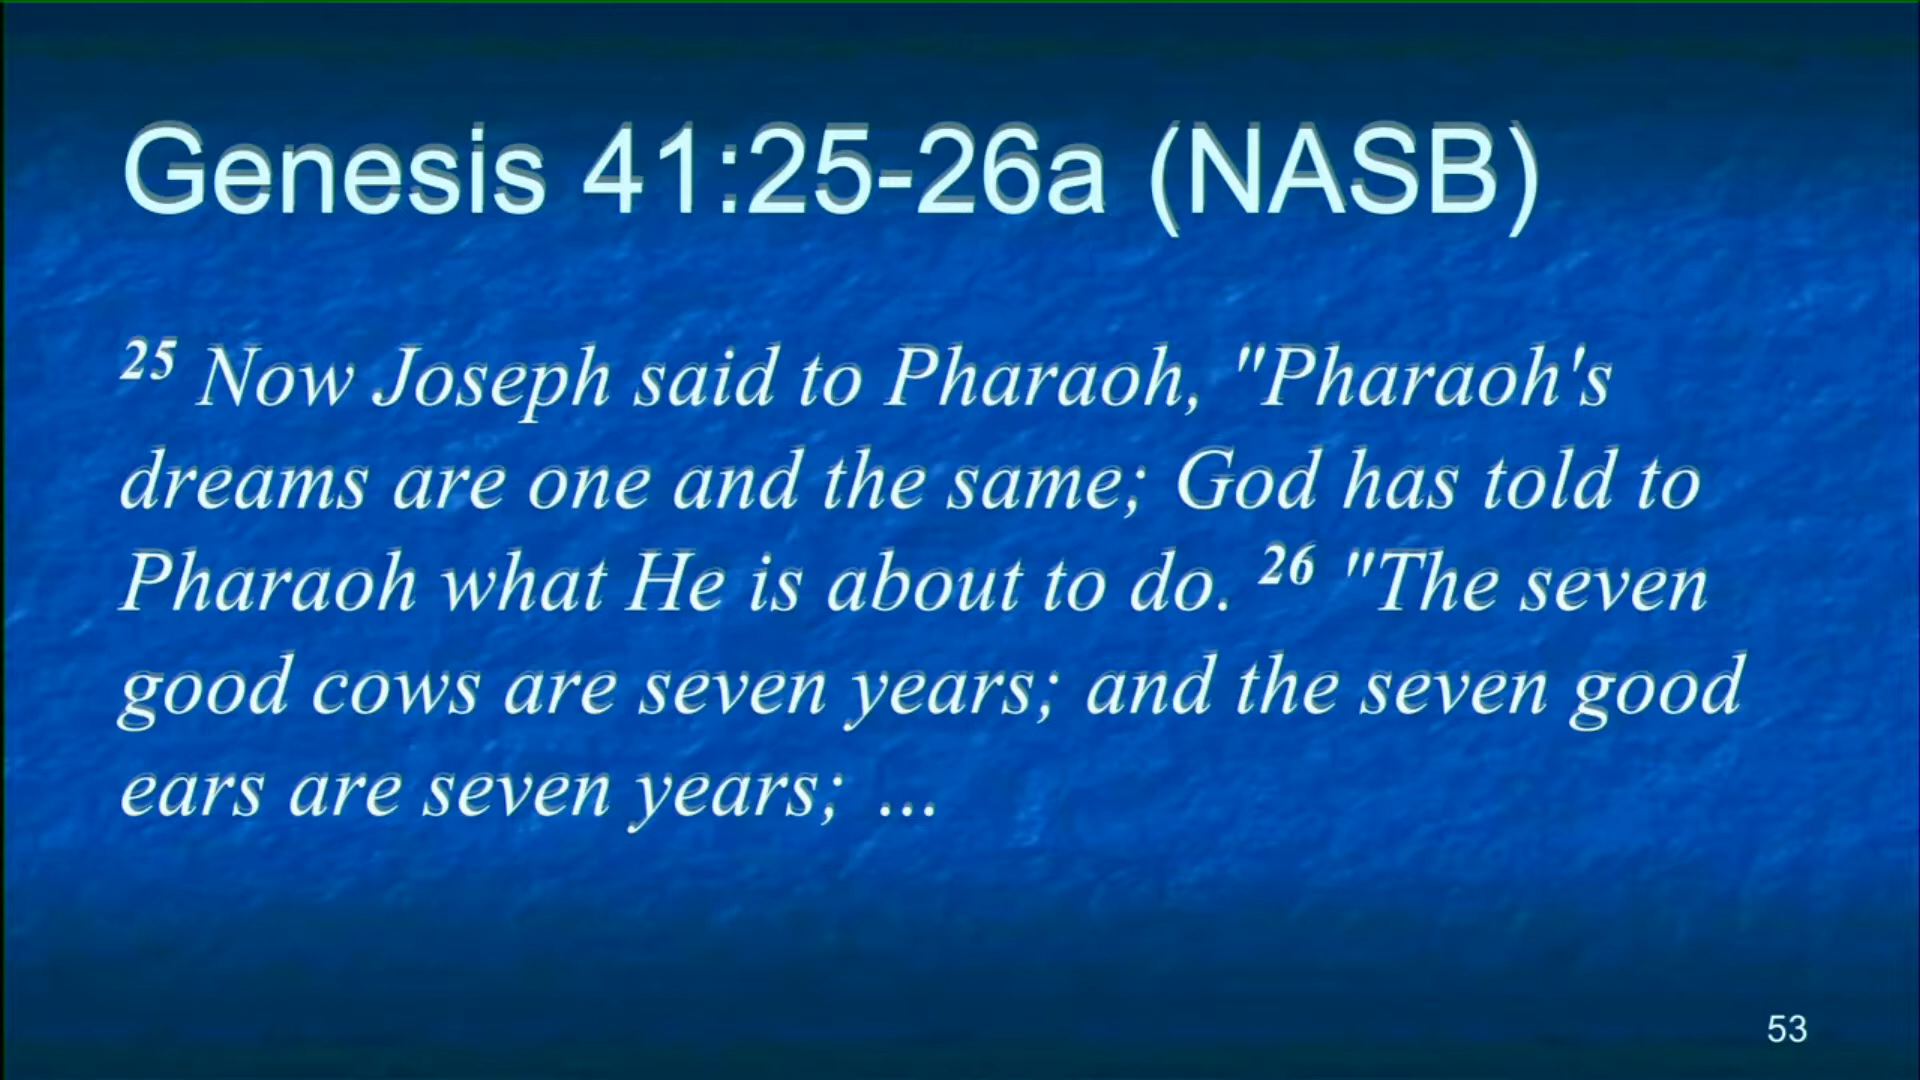 Genesis 41:25-26a (NASB)
25 Now Joseph said to Pharaoh, "Pharaoh's
dreams are one and the same; God has told to
Pharaoh what He is about to do. 26 "The seven
good cows are seven years; and the seven good
ears are seven years; ...
53